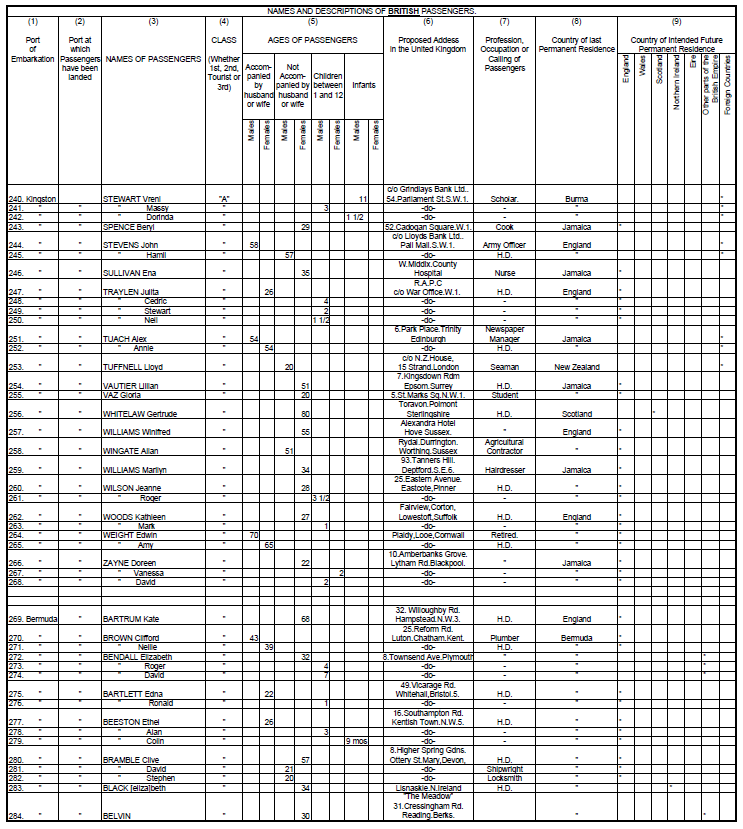 NAMES AND DESCRIPTIONS OF BRITISH PASSENGERS.
(1) (2) (3) (4) (5) (6) (7) (8) (9)
Port of Embarkation
Port at which Passengers have been landed
NAMES OF PASSENGERS
CLASS (Whether 1st, 2nd, Tourist or 3rd)
AGES OF PASSENGERS
Accom-panied by husband or wife
Not Accom-panied by husband or wife
Children between 1 and 12
Infants
Males Females Males Females Males Females Males Females
Proposed Addess in the United Kingdom
Profession, Occupation or Calling of Passengers
Country of last Permanent Residence
Country of Intended Future Permanent Residence
England Wales Scotland Northern Ireland Eire Other parts of the British Empire Foreign Countries
c/o Grindlays Bank Ltd..
240. Kingston " STEWART Vreni "A" 11 54.Parliament St.S.W.1. Scholar. Burma "
241. " " " Massy " 3 -do- - " "
242. " " " Dorinda " 1 1/2 -do- - " "
243. " " SPENCE Beryl " 29 52.Cadogan Square.W.1. Cook Jamaica "
c/o Lloyds Bank Ltd..
244. " " STEVENS John " 58 Pall Mall.S.W.1. Army Officer England "
245. " " " Hamil " 57 -do- H.D. " "
W.Middlx.County
246. " " SULLIVAN Ena " 35 Hospital Nurse Jamaica "
R.A.P.C
247. " " TRAYLEN Julita " 26 c/o War Office.W.1. H.D. England "
248. " " " Cedric " 4 -do- - " "
249. " " " Stewart " 2 -do- - " "
250. " " " Neil " 1 1/2 -do- - " "
6.Park Place.Trinity Newspaper
251. " " TUACH Alex " 54 Edinburgh Manager Jamaica "
252. " " " Annie " 54 -do- H.D. " "
c/o N.Z.House,
253. " " TUFFNELL Lloyd " 20 15 Strand.London Seaman New Zealand "
7.Kingsdown Rdm
254. " " VAUTIER Lillian " 51 Epsom.Surrey H.D. Jamaica "
255. " " VAZ Gloria " 20 5.St.Marks Sq.N.W.1. Student " "
Toravon.Polmont
256. " " WHITELAW Gertrude " 80 Sterlingshire H.D. Scotland "
Alexandra Hotel
257. " " WILLIAMS Winifred " 55 Hove Sussex. " England "
Rydal.Durrington. Agricultural
258. " " WINGATE Allan " 51 Worthing.Sussex Contractor " "
93.Tanners Hill.
259. " " WILLIAMS Marilyn " 34 Deptford.S.E.6. Hairdresser Jamaica "
25.Eastern Avenue.
260. " " WILSON Jeanne " 28 Eastcote,Pinner H.D. " "
261. " " " Roger " 3 1/2 -do- - " "
Fairview,Corton,
262. " " WOODS Kathleen " 27 Lowestoft,Suffolk H.D. England "
263. " " " Mark " 1 -do- - " "
264. " " WEIGHT Edwin " 70 Plaidy,Looe,Cornwall Retired. " "
265. " " " Amy " 65 -do- H.D. " "
10.Amberbanks Grove.
266. " " ZAYNE Doreen " 22 Lytham Rd.Blackpool. " Jamaica "
267. " " " Vanessa " 2 -do- - " "
268. " " " David " 2 -do- - " "
32. Willoughby Rd.
269. Bermuda " BARTRUM Kate " 68 Hampstead.N.W.3. H.D. England "
25.Reform Rd.
270. " " BROWN Clifford " 43 Luton.Chatham.Kent. Plumber Bermuda "
271. " " " Nellie " 39 -do- H.D. " "
272. " " BENDALL Elizabeth " 32 8.Townsend Ave.Plymouth " " "
273. " " " Roger " 4 -do- - " "
274. " " " David " 7 -do- - " "
49.Vicarage Rd.
275. " " BARTLETT Edna " 22 Whitehall,Bristol.5. H.D. " "
276. " " " Ronald " 1 -do- - " "
16.Southampton Rd.
277. " " BEESTON Ethel " 26 Kentish Town.N.W.5. H.D. " "
278. " " " Alan " 3 -do- - " "
279. " " " Colin " 9 mos -do- - " "
8.Higher Spring Gdns.
280. " " BRAMBLE Clive " 57 Ottery St.Mary,Devon, H.D. " "
281. " " " David " 21 -do- Shipwright " "
282. " " " Stephen " 20 -do- Locksmith " "
283. " " BLACK [eliza]beth " 34 Lisnaskie.N.Ireland H.D. " "
"The Meadow"
31.Cressingham Rd.
284. " " BELVIN " 30 Reading.Berks. " "